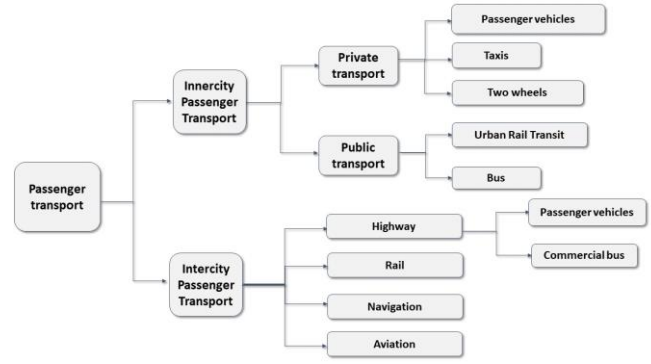 Passenger
transport
Innercity
Passenger
Transport
Private
transport
Passenger vehicles
Taxis
Two wheels
Public
transport
Urban Rail Transit
Bus
Intercity
Passenger
Transport
Highway
Passenger vehicles
Commercial bus
Rail
Navigation
Aviation